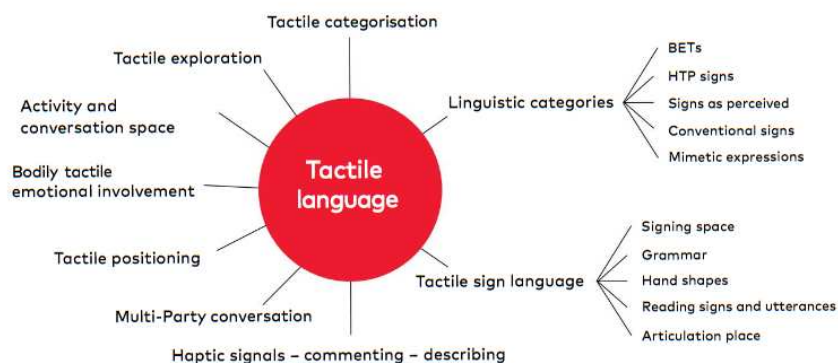 Tactile categorisation
Tactile exploration
Activity and
conversation space
Bodily tactile
emotional involvement
Tactile positioning
Multi-Party conversation
Haptic signals – commenting – describing
Tactile
language
Linguistic categories
BETs
HTP signs
Signs as perceived
Conventional signs
Mimetic expressions
Tactile sign language
Signing space
Grammar
Hand shapes
Reading signs and utterances
Articulation place